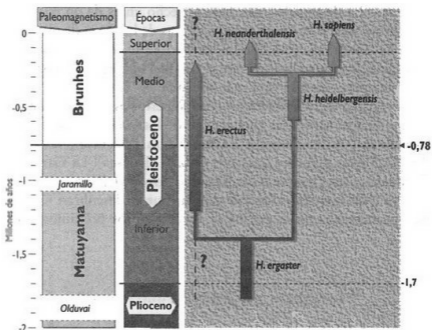 Paleomagnetismo
Épocas
0
-0,5
-1
-1,5
-2
Millones de años
Brunhes
Jaramillo
Matuyama
Olduvai
Superior
Medio
Pleistoceno
Inferior
Plioceno
?
H. neanderthalensis
H. sapiens
H. heidelbergensis
H. erectus
-0,78
?
H. ergaster
-1,7